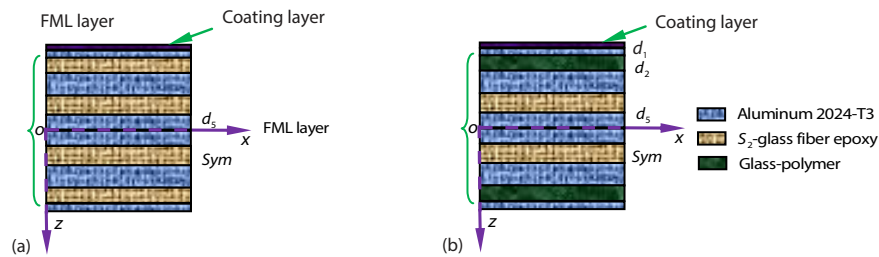 FML layer
Coating layer
d₅
o
x
FML layer
Sym
z
(a)
Coating layer
d₁
d₂
d₅
o
x
Sym
z
(b)
Aluminum 2024-T3
S₂-glass fiber epoxy
Glass-polymer